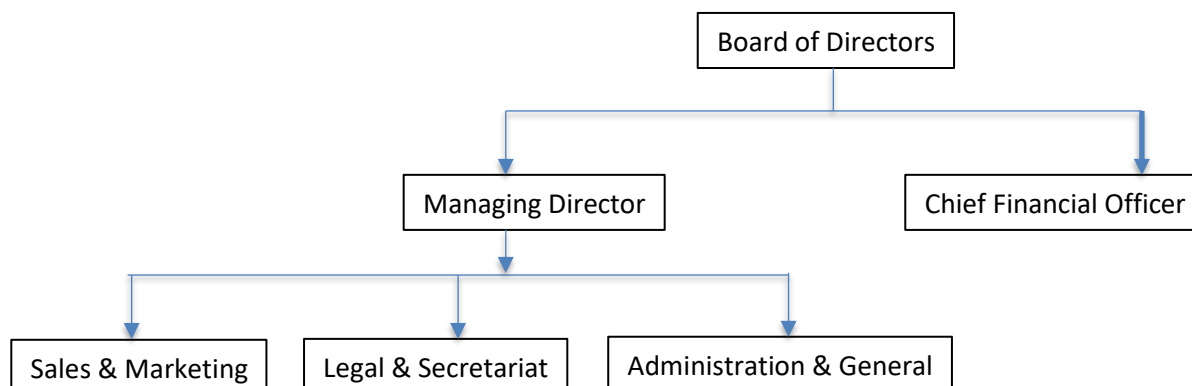 Board of Directors
Managing Director
Chief Financial Officer
Sales & Marketing
Legal & Secretariat
Administration & General